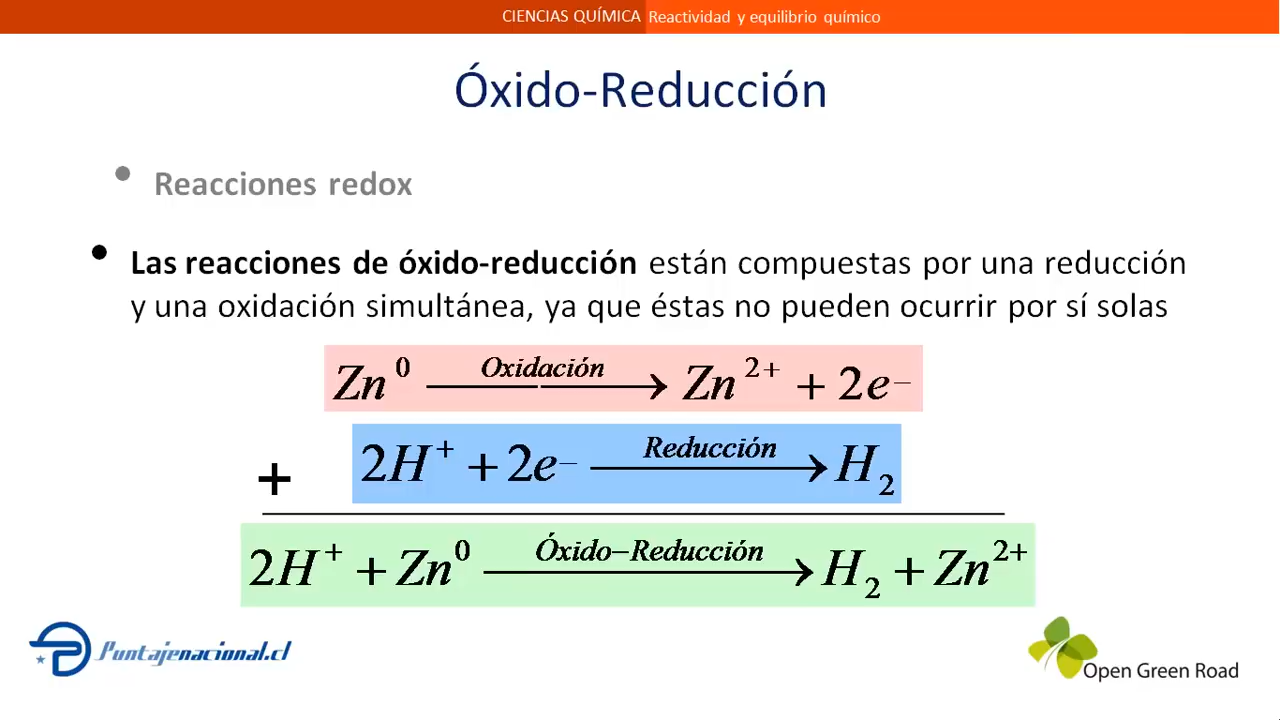 CIENCIAS QUÍMICA Reactividad y equilibrio químico
Óxido-Reducción
• Reacciones redox
• Las reacciones de óxido-reducción están compuestas por una reducción
y una oxidación simultánea, ya que éstas no pueden ocurrir por sí solas
Zn⁰ —Oxidación→ Zn²⁺ + 2e⁻
+ 2H⁺ + 2e⁻ —Reducción→ H₂
2H⁺ + Zn⁰ —Óxido−Reducción→ H₂ + Zn²⁺
Puntajenacional.cl
Open Green Road